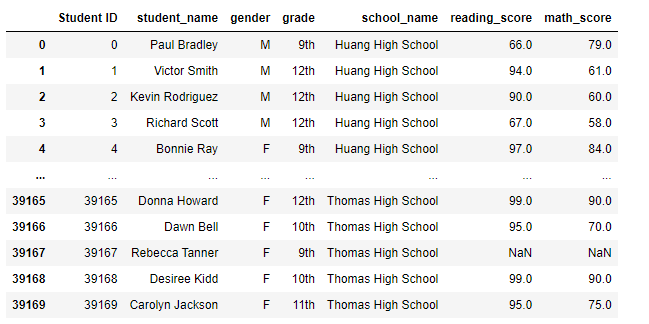 Student ID student_name gender grade school_name reading_score math_score
0 0 Paul Bradley M 9th Huang High School 66.0 79.0
1 1 Victor Smith M 12th Huang High School 94.0 61.0
2 2 Kevin Rodriguez M 12th Huang High School 90.0 60.0
3 3 Richard Scott M 12th Huang High School 67.0 58.0
4 4 Bonnie Ray F 9th Huang High School 97.0 84.0
... ... ... ... ... ... ... ...
39165 39165 Donna Howard F 12th Thomas High School 99.0 90.0
39166 39166 Dawn Bell F 10th Thomas High School 95.0 70.0
39167 39167 Rebecca Tanner F 9th Thomas High School NaN NaN
39168 39168 Desiree Kidd F 10th Thomas High School 99.0 90.0
39169 39169 Carolyn Jackson F 11th Thomas High School 95.0 75.0